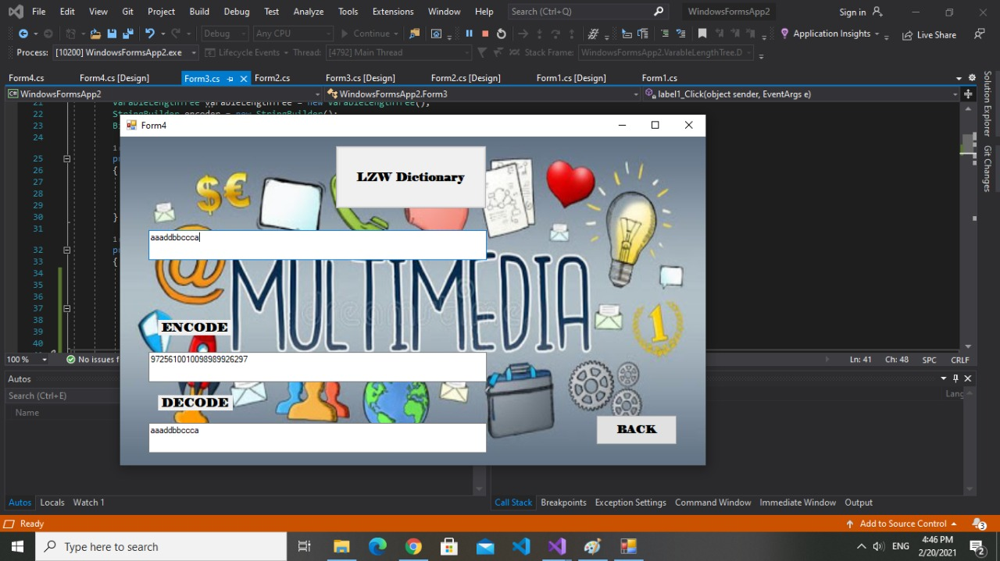 File Edit View Git Project Build Debug Test Analyze Tools Extensions Window Help Search (Ctrl+Q) WindowsFormsApp2 Sign in
Debug Any CPU Continue Application Insights Live Share
Process: [10200] WindowsFormsApp2.exe Lifecycle Events Thread: [4792] Main Thread Stack Frame: WindowsFormsApp2.VarableLengthTree.D
Form4.cs Form4.cs [Design] Form3.cs Form2.cs Form3.cs [Design] Form2.cs [Design] Form1.cs [Design] Form1.cs
C# WindowsFormsApp2 WindowsFormsApp2.Form3 label1_Click(object sender, EventArgs e)
21 VarableLengthTree varableLengthTree = new VarableLengthTree();
22 StringBuilder encoder = new StringBuilder();
23
24
25
26 {
27
28
29
30 }
31
32
33 {
34
35
36
37
38
39
40
Form4
LZW Dictionary
$€
aaaddbbccca
@MULTIMEDIA
dreamstime
ENCODE
1
9725610010098989926297
DECODE
aaaddbbccca
BACK
Solution Explorer
Git Changes
100 % No issues f Ln: 41 Ch: 48 SPC CRLF
Autos
Search (Ctrl+E)
Name
Lang
Autos Locals Watch 1 Call Stack Breakpoints Exception Settings Command Window Immediate Window Output
Ready Add to Source Control 3
Type here to search ENG 4:46 PM
2/20/2021 2